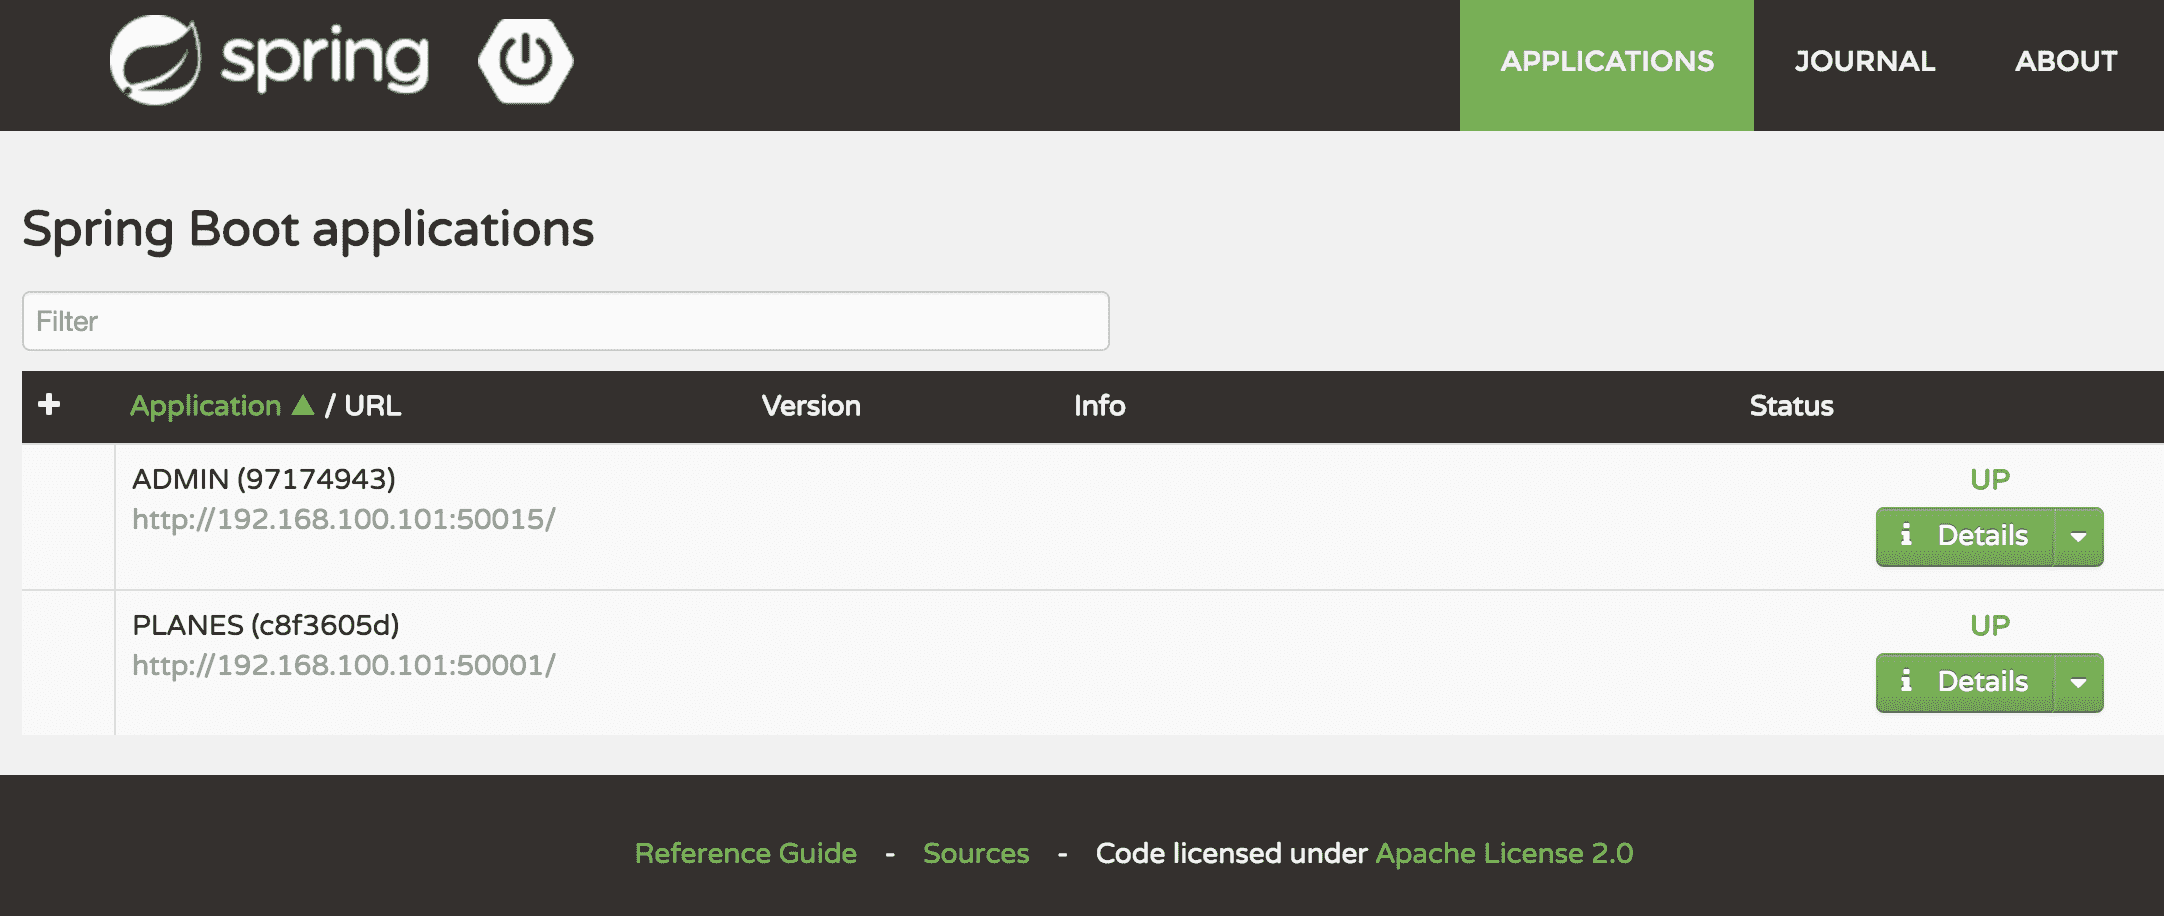 spring
APPLICATIONS JOURNAL ABOUT
Spring Boot applications
Filter
Application / URL Version Info Status
ADMIN (97174943) UP
http://192.168.100.101:50015/
Details
PLANES (c8f3605d) UP
http://192.168.100.101:50001/
Details
Reference Guide - Sources - Code licensed under Apache License 2.0